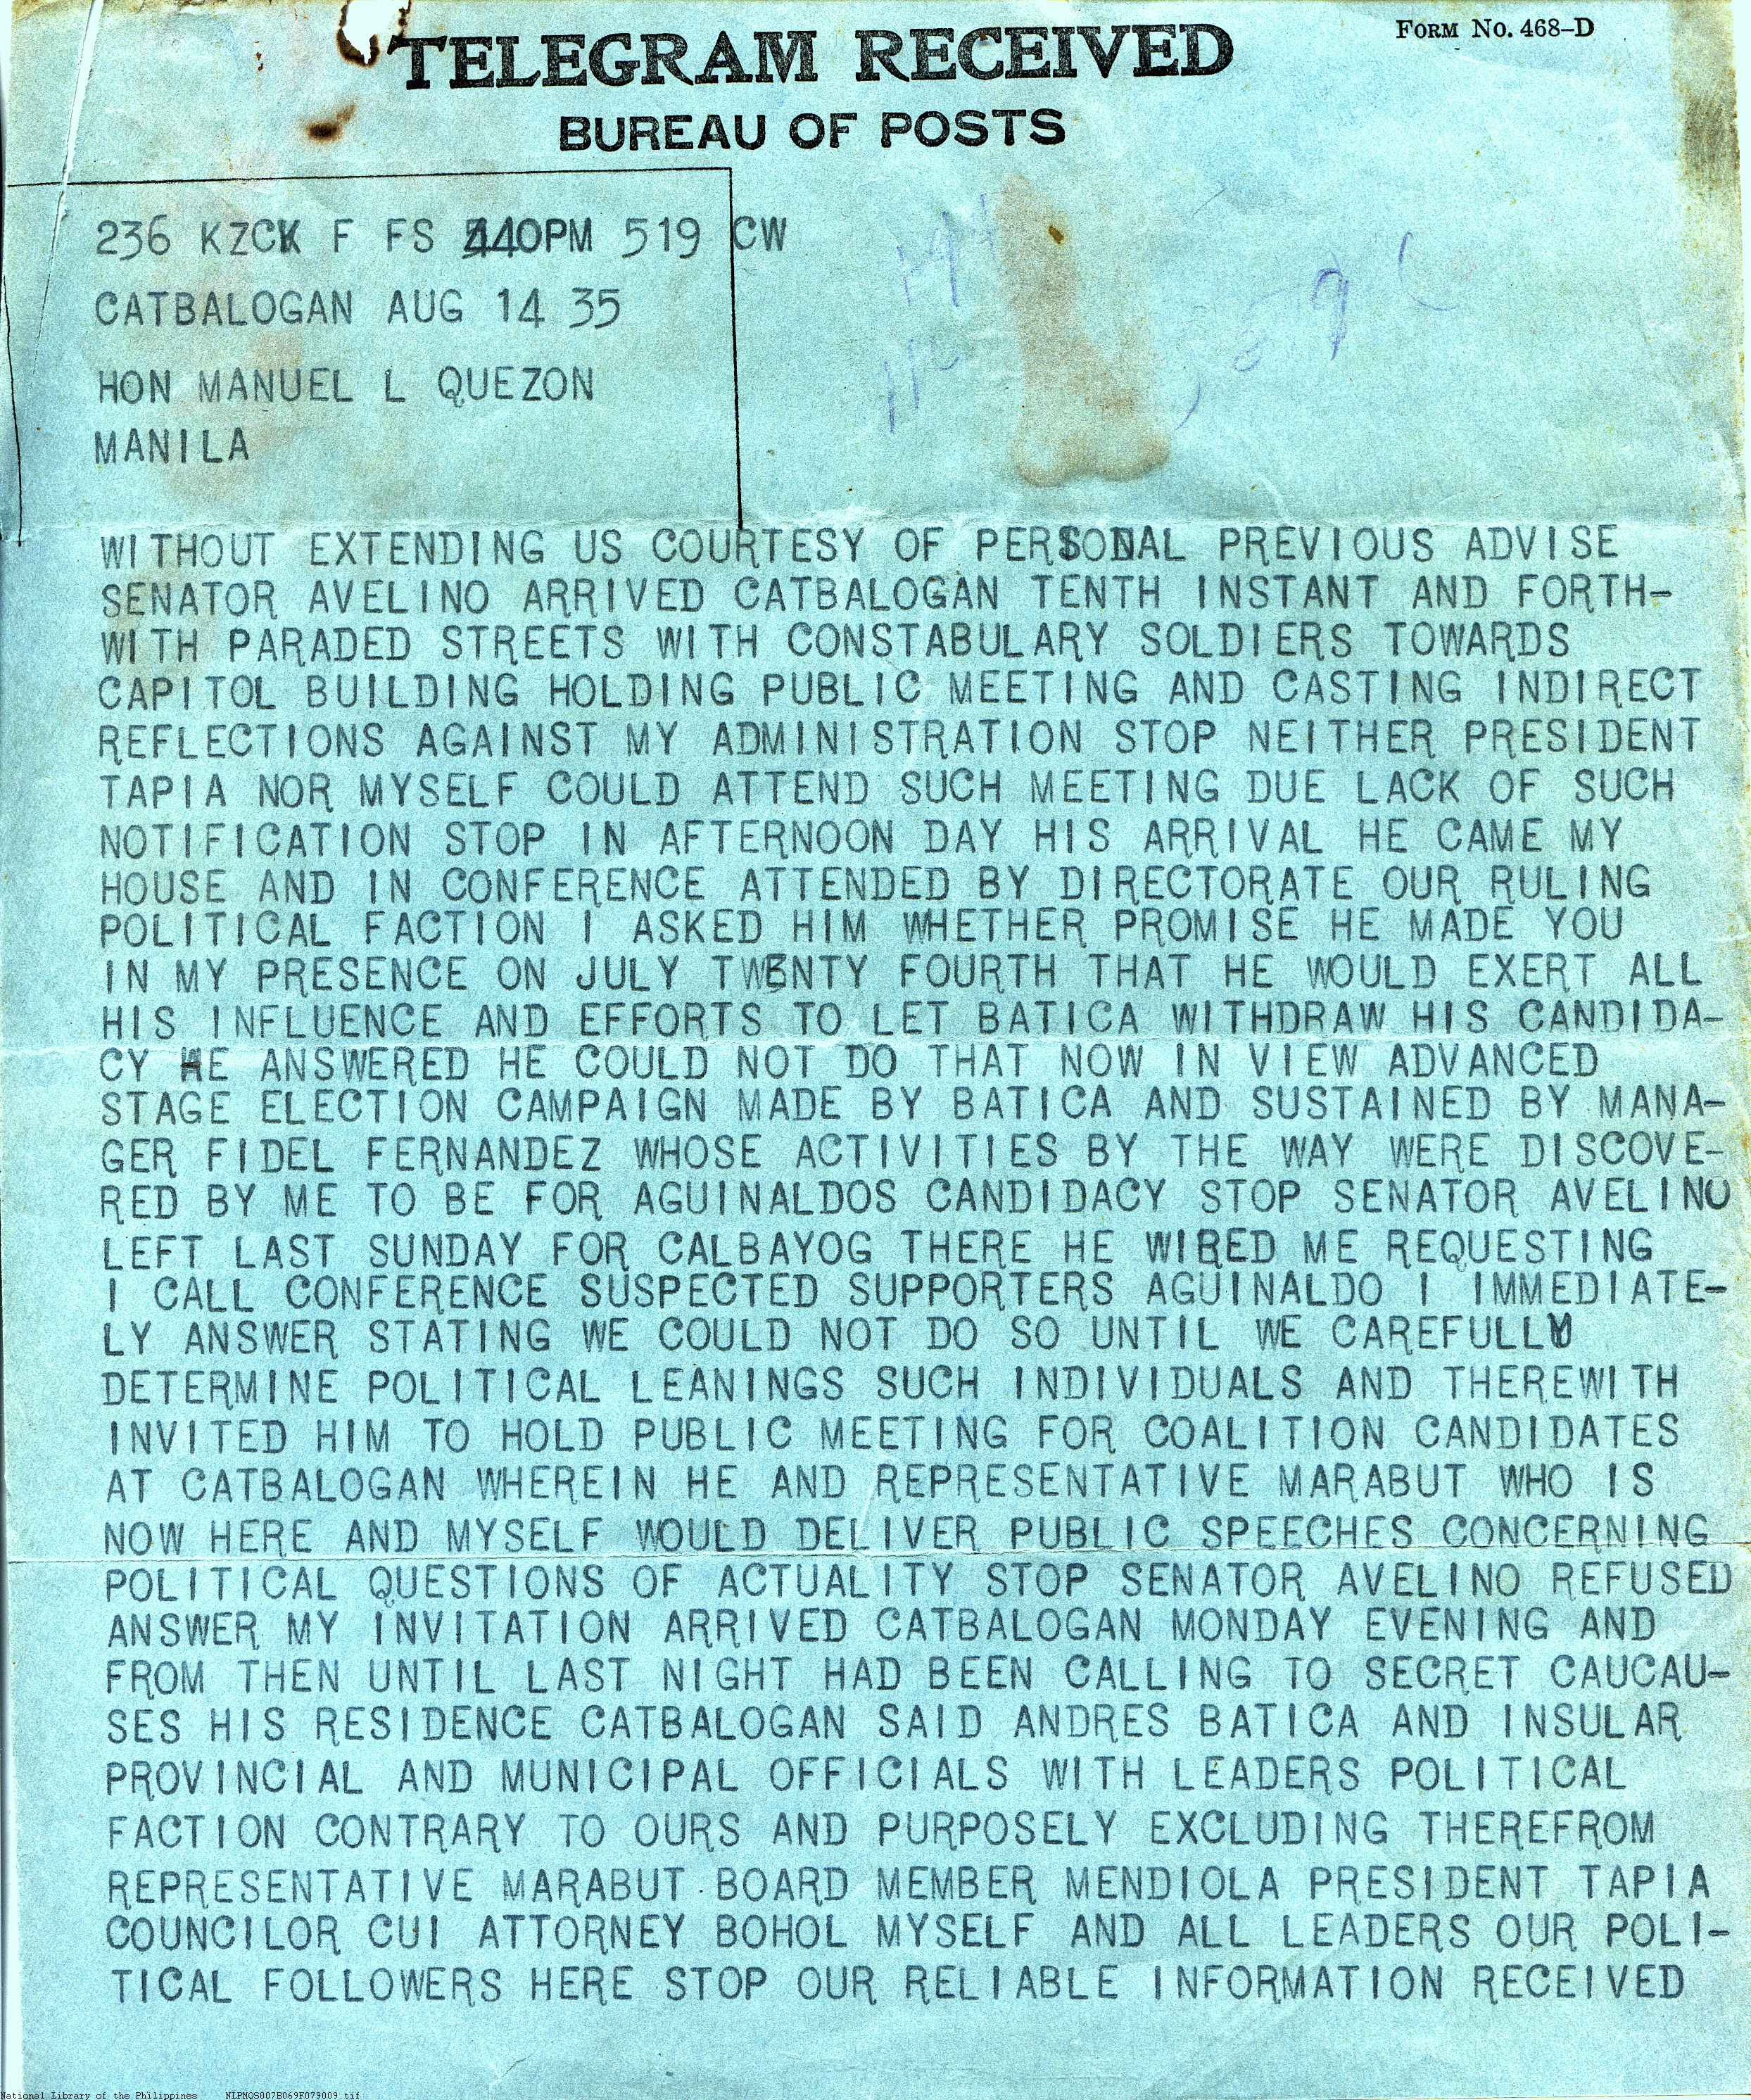 FORM NO. 468-D
TELEGRAM RECEIVED
BUREAU OF POSTS
236 KZCK F FS 440PM 519 CW
CATBALOGAN AUG 14 35
HON MANUEL L QUEZON
MANILA
WITHOUT EXTENDING US COURTESY OF PERSONAL PREVIOUS ADVISE
SENATOR AVELINO ARRIVED CATBALOGAN TENTH INSTANT AND FORTH-
WITH PARADED STREETS WITH CONSTABULARY SOLDIERS TOWARDS
CAPITOL BUILDING HOLDING PUBLIC MEETING AND CASTING INDIRECT
REFLECTIONS AGAINST MY ADMINISTRATION STOP NEITHER PRESIDENT
TAPIA NOR MYSELF COULD ATTEND SUCH MEETING DUE LACK OF SUCH
NOTIFICATION STOP IN AFTERNOON DAY HIS ARRIVAL HE CAME MY
HOUSE AND IN CONFERENCE ATTENDED BY DIRECTORATE OUR RULING
POLITICAL FACTION I ASKED HIM WHETHER PROMISE HE MADE YOU
IN MY PRESENCE ON JULY TWENTY FOURTH THAT HE WOULD EXERT ALL
HIS INFLUENCE AND EFFORTS TO LET BATICA WITHDRAW HIS CANDIDA-
CY HE ANSWERED HE COULD NOT DO THAT NOW IN VIEW ADVANCED
STAGE ELECTION CAMPAIGN MADE BY BATICA AND SUSTAINED BY MANA-
GER FIDEL FERNANDEZ WHOSE ACTIVITIES BY THE WAY WERE DISCOVE-
RED BY ME TO BE FOR AGUINALDOS CANDIDACY STOP SENATOR AVELINO
LEFT LAST SUNDAY FOR CALBAYOG THERE HE WIRED ME REQUESTING
I CALL CONFERENCE SUSPECTED SUPPORTERS AGUINALDO I IMMEDIATE-
LY ANSWER STATING WE COULD NOT DO SO UNTIL WE CAREFULLY
DETERMINE POLITICAL LEANINGS SUCH INDIVIDUALS AND THEREWITH
INVITED HIM TO HOLD PUBLIC MEETING FOR COALITION CANDIDATES
AT CATBALOGAN WHEREIN HE AND REPRESENTATIVE MARABUT WHO IS
NOW HERE AND MYSELF WOULD DELIVER PUBLIC SPEECHES CONCERNING
POLITICAL QUESTIONS OF ACTUALITY STOP SENATOR AVELINO REFUSED
ANSWER MY INVITATION ARRIVED CATBALOGAN MONDAY EVENING AND
FROM THEN UNTIL LAST NIGHT HAD BEEN CALLING TO SECRET CAUCAU-
SES HIS RESIDENCE CATBALOGAN SAID ANDRES BATICA AND INSULAR
PROVINCIAL AND MUNICIPAL OFFICIALS WITH LEADERS POLITICAL
FACTION CONTRARY TO OURS AND PURPOSELY EXCLUDING THEREFROM
REPRESENTATIVE MARABUT BOARD MEMBER MENDIOLA PRESIDENT TAPIA
COUNCILOR CUI ATTORNEY BOHOL MYSELF AND ALL LEADERS OUR POLI-
TICAL FOLLOWERS HERE STOP OUR RELIABLE INFORMATION RECEIVED
National Library of the Philippines NLPMQS007B069F079009.tif